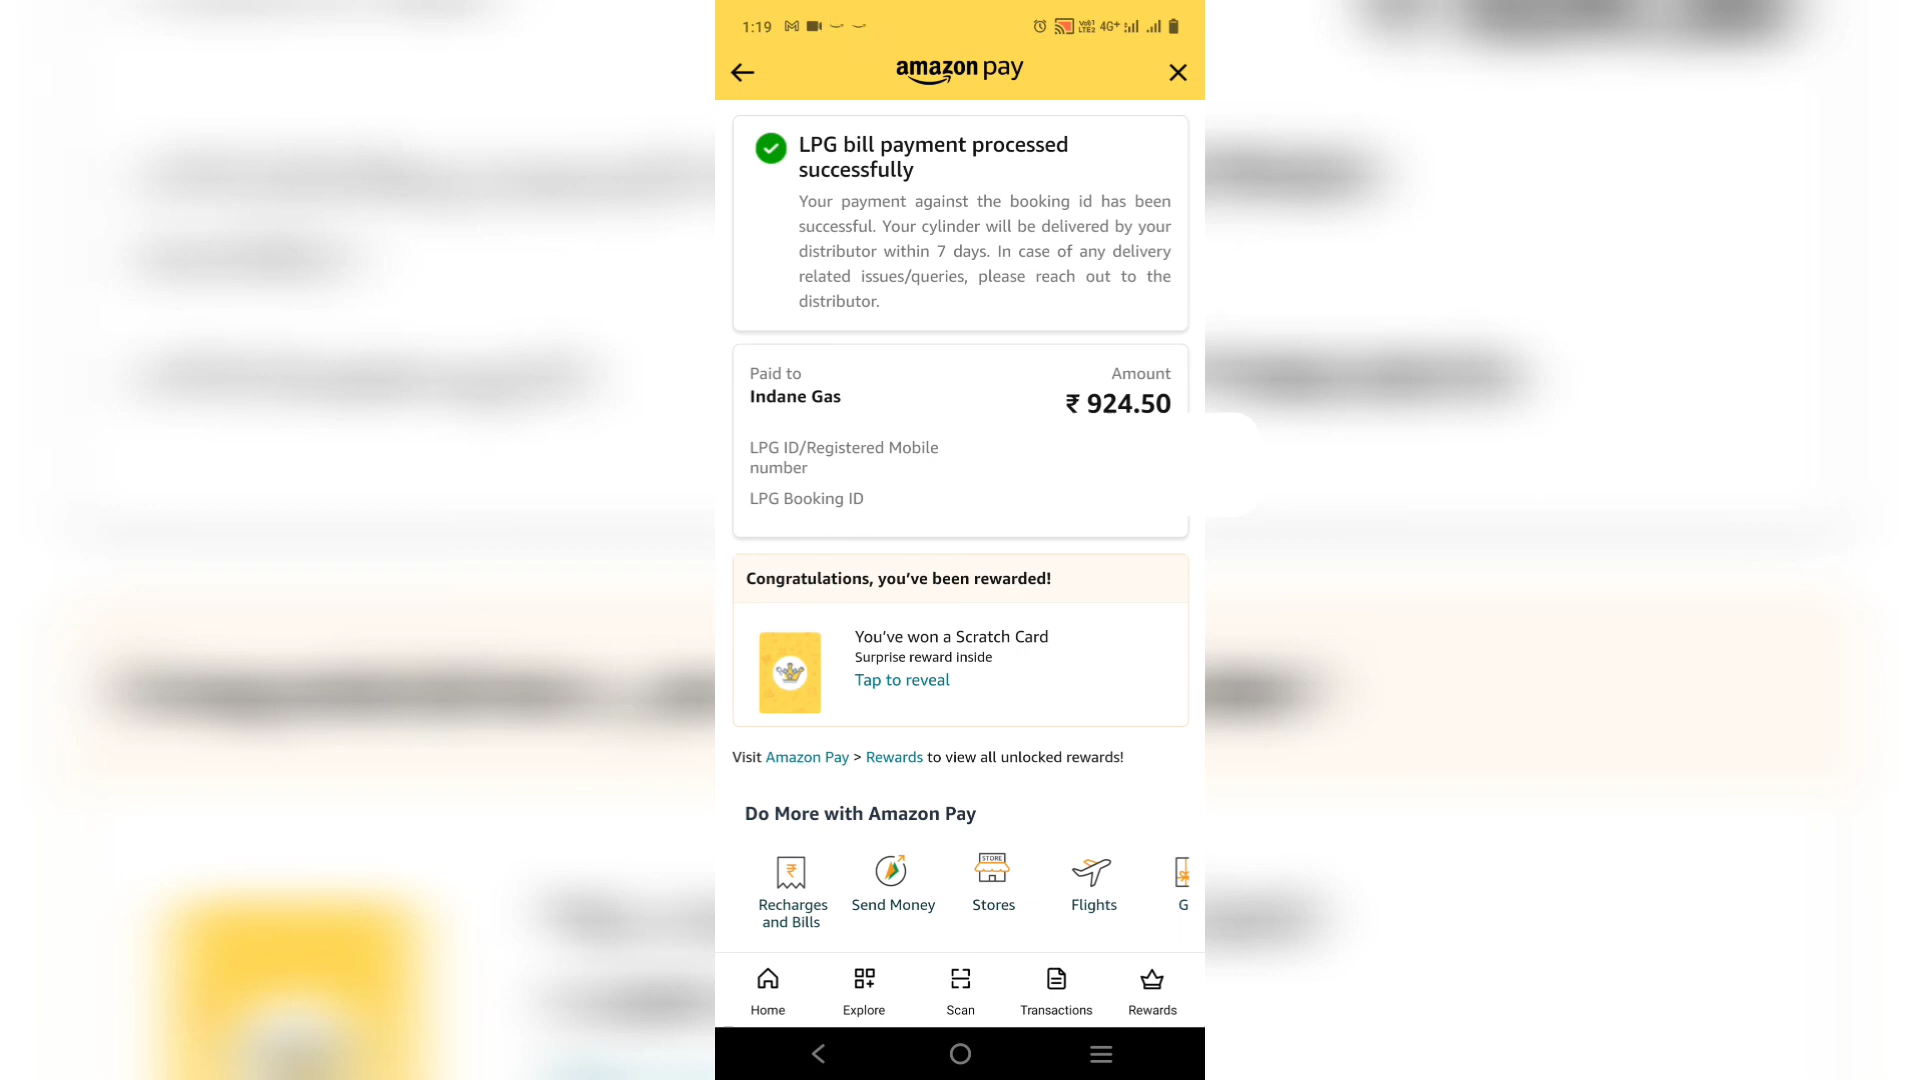 1:19
Vo1
LTE2
4G+
amazon pay
LPG bill payment processed
successfully
Your payment against the booking id has been
successful. Your cylinder will be delivered by your
distributor within 7 days. In case of any delivery
related issues/queries, please reach out to the
distributor.
Paid to
Amount
Indane Gas
₹ 924.50
LPG ID/Registered Mobile
number
LPG Booking ID
Congratulations, you’ve been rewarded!
You’ve won a Scratch Card
Surprise reward inside
Tap to reveal
Visit Amazon Pay > Rewards to view all unlocked rewards!
Do More with Amazon Pay
STORE
Recharges
and Bills
Send Money
Stores
Flights
G
Home
Explore
Scan
Transactions
Rewards